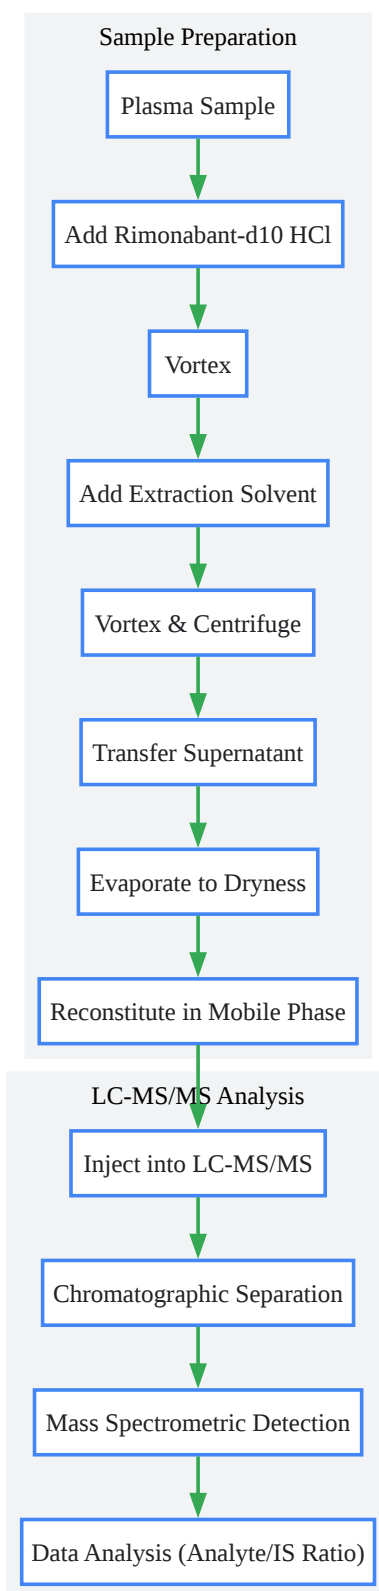 Sample Preparation
Plasma Sample
Add Rimonabant-d10 HCl
Vortex
Add Extraction Solvent
Vortex & Centrifuge
Transfer Supernatant
Evaporate to Dryness
Reconstitute in Mobile Phase
LC-MS/MS Analysis
Inject into LC-MS/MS
Chromatographic Separation
Mass Spectrometric Detection
Data Analysis (Analyte/IS Ratio)